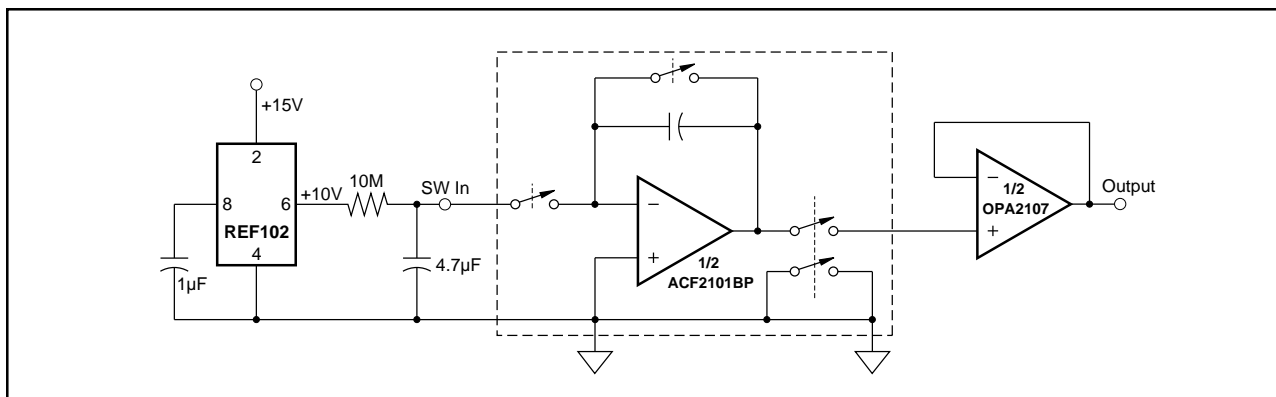 +15V
2
8
6
REF102
4
1µF
+10V
10M
SW In
4.7µF
−
+
1/2
ACF2101BP
−
1/2
OPA2107
+
Output